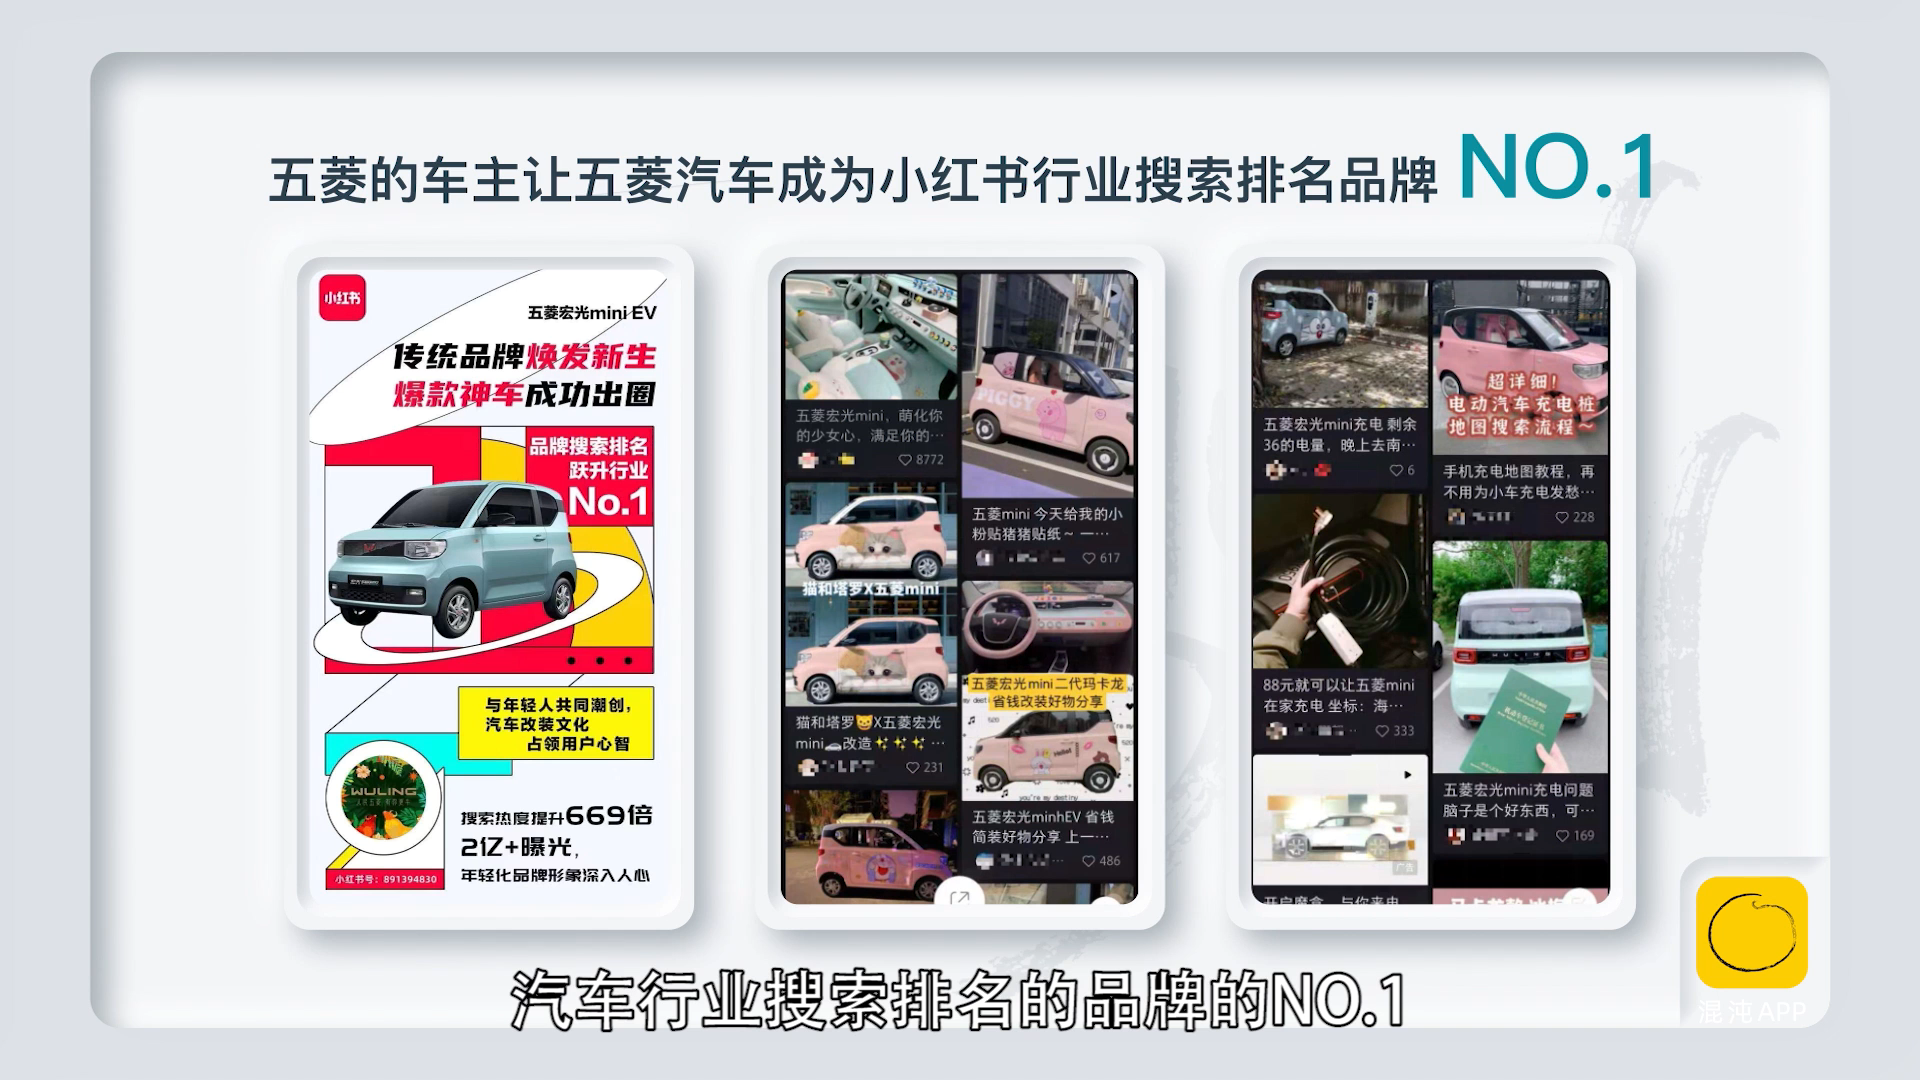 五菱的车主让五菱汽车成为小红书行业搜索排名品牌 NO.1
小红书
五菱宏光mini EV
传统品牌焕发新生
爆款神车成功出圈
品牌搜索排名
跃升行业
No.1
与年轻人共同潮创，
汽车改装文化
占领用户心智
WULING
搜索热度提升669倍
2亿+曝光，
年轻化品牌形象深入人心
小红书号：891394830
五菱宏光mini，萌化你
的少女心，满足你的…
8772
猫和塔罗X五菱mini
猫和塔罗😺X五菱宏光
mini🚗改造✨✨✨ …
231
PIGGY
五菱mini 今天给我的小
粉贴猪猪贴纸～ 一…
617
五菱宏光mini二代玛卡龙
省钱改装好物分享
you're my destiny
五菱宏光minhEV 省钱
简装好物分享 上一…
486
五菱宏光mini充电 剩余
36的电量，晚上去南…
6
88元就可以让五菱mini
在家充电 坐标：海…
333
广告
开启魔盒，与你来电
超详细!
电动汽车充电桩
地图搜索流程～
手机充电地图教程，再
不用为小车充电发愁…
228
WULING
五菱宏光mini充电问题
脑子是个好东西，可…
169
汽车行业搜索排名的品牌的NO.1
混沌APP